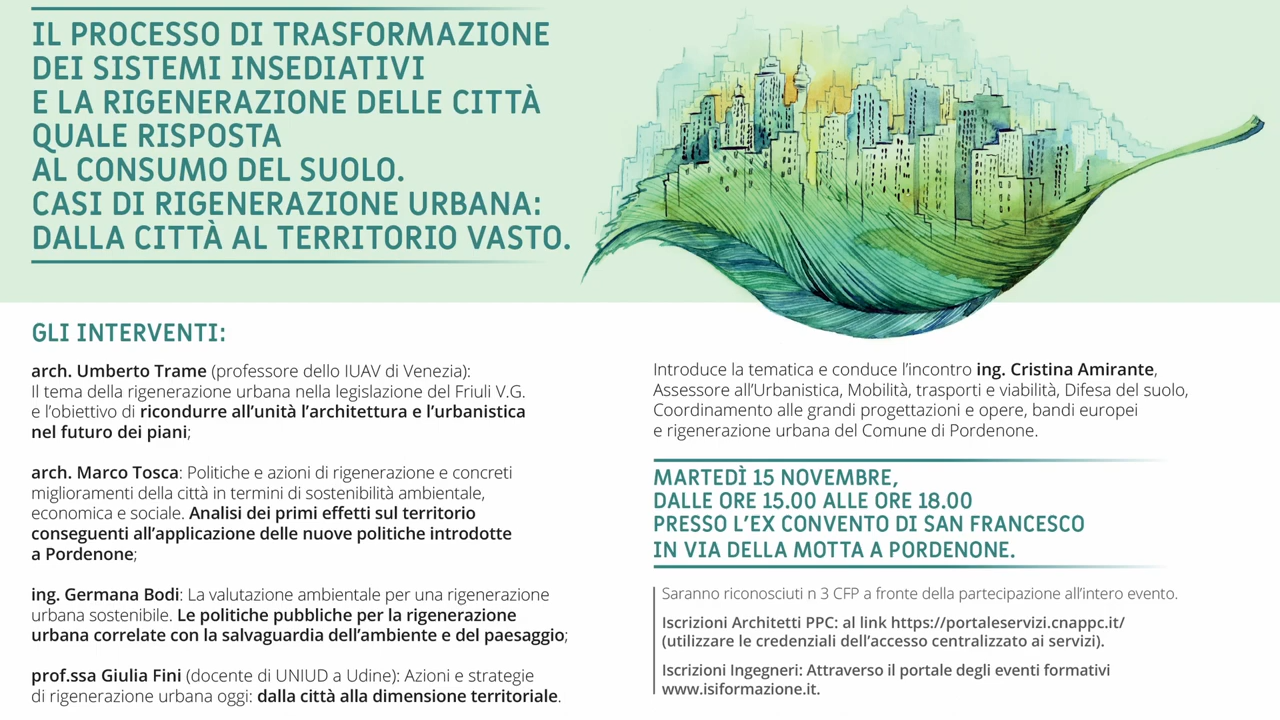 IL PROCESSO DI TRASFORMAZIONE
DEI SISTEMI INSEDIATIVI
E LA RIGENERAZIONE DELLE CITTÀ
QUALE RISPOSTA
AL CONSUMO DEL SUOLO.
CASI DI RIGENERAZIONE URBANA:
DALLA CITTÀ AL TERRITORIO VASTO.
GLI INTERVENTI:
arch. Umberto Trame (professore dello IUAV di Venezia):
Il tema della rigenerazione urbana nella legislazione del Friuli V.G.
e l'obiettivo di ricondurre all'unità l'architettura e l'urbanistica
nel futuro dei piani;
arch. Marco Tosca: Politiche e azioni di rigenerazione e concreti
miglioramenti della città in termini di sostenibilità ambientale,
economica e sociale. Analisi dei primi effetti sul territorio
conseguenti all'applicazione delle nuove politiche introdotte
a Pordenone;
ing. Germana Bodi: La valutazione ambientale per una rigenerazione
urbana sostenibile. Le politiche pubbliche per la rigenerazione
urbana correlate con la salvaguardia dell'ambiente e del paesaggio;
prof.ssa Giulia Fini (docente di UNIUD a Udine): Azioni e strategie
di rigenerazione urbana oggi: dalla città alla dimensione territoriale.
Introduce la tematica e conduce l'incontro ing. Cristina Amirante,
Assessore all'Urbanistica, Mobilità, trasporti e viabilità, Difesa del suolo,
Coordinamento alle grandi progettazioni e opere, bandi europei
e rigenerazione urbana del Comune di Pordenone.
MARTEDÌ 15 NOVEMBRE,
DALLE ORE 15.00 ALLE ORE 18.00
PRESSO L'EX CONVENTO DI SAN FRANCESCO
IN VIA DELLA MOTTA A PORDENONE.
Saranno riconosciuti n 3 CFP a fronte della partecipazione all'intero evento.
Iscrizioni Architetti PPC: al link https://portaleservizi.cnappc.it/
(utilizzare le credenziali dell'accesso centralizzato ai servizi).
Iscrizioni Ingegneri: Attraverso il portale degli eventi formativi
www.isiformazione.it.